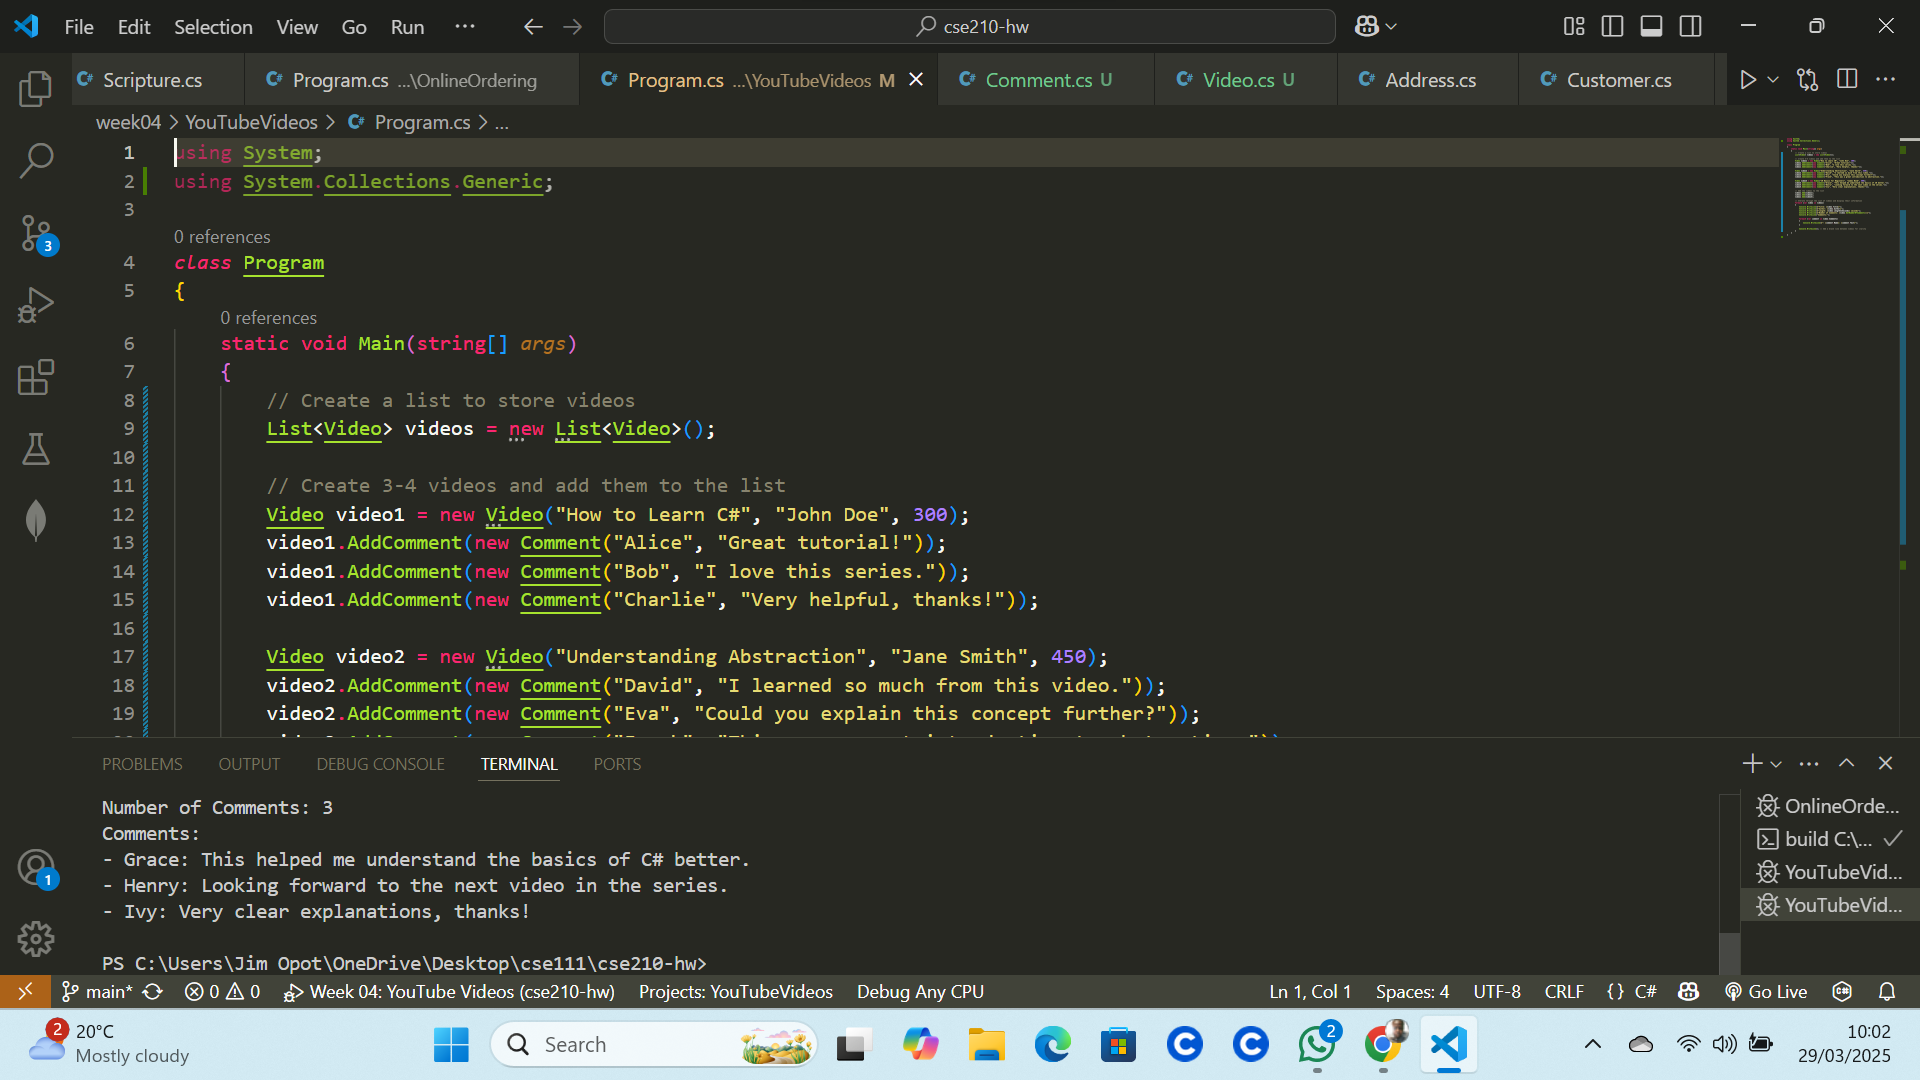 File Edit Selection View Go Run ··· cse210-hw
Scripture.cs Program.cs ...\OnlineOrdering Program.cs ...\YouTubeVideos M Comment.cs U Video.cs U Address.cs Customer.cs
week04 > YouTubeVideos > Program.cs > ...
1 using System;
2 using System.Collections.Generic;
3
0 references
4 class Program
5 {
0 references
6 static void Main(string[] args)
7 {
8 // Create a list to store videos
9 List<Video> videos = new List<Video>();
10
11 // Create 3-4 videos and add them to the list
12 Video video1 = new Video("How to Learn C#", "John Doe", 300);
13 video1.AddComment(new Comment("Alice", "Great tutorial!"));
14 video1.AddComment(new Comment("Bob", "I love this series."));
15 video1.AddComment(new Comment("Charlie", "Very helpful, thanks!"));
16
17 Video video2 = new Video("Understanding Abstraction", "Jane Smith", 450);
18 video2.AddComment(new Comment("David", "I learned so much from this video."));
19 video2.AddComment(new Comment("Eva", "Could you explain this concept further?"));
PROBLEMS OUTPUT DEBUG CONSOLE TERMINAL PORTS
Number of Comments: 3
Comments:
- Grace: This helped me understand the basics of C# better.
- Henry: Looking forward to the next video in the series.
- Ivy: Very clear explanations, thanks!
PS C:\Users\Jim Opot\OneDrive\Desktop\cse111\cse210-hw>
OnlineOrde...
build C:\...
YouTubeVid...
YouTubeVid...
3
1
main* 0 0 Week 04: YouTube Videos (cse210-hw) Projects: YouTubeVideos Debug Any CPU Ln 1, Col 1 Spaces: 4 UTF-8 CRLF {} C# Go Live
2 20°C
Mostly cloudy
Search
2
10:02
29/03/2025